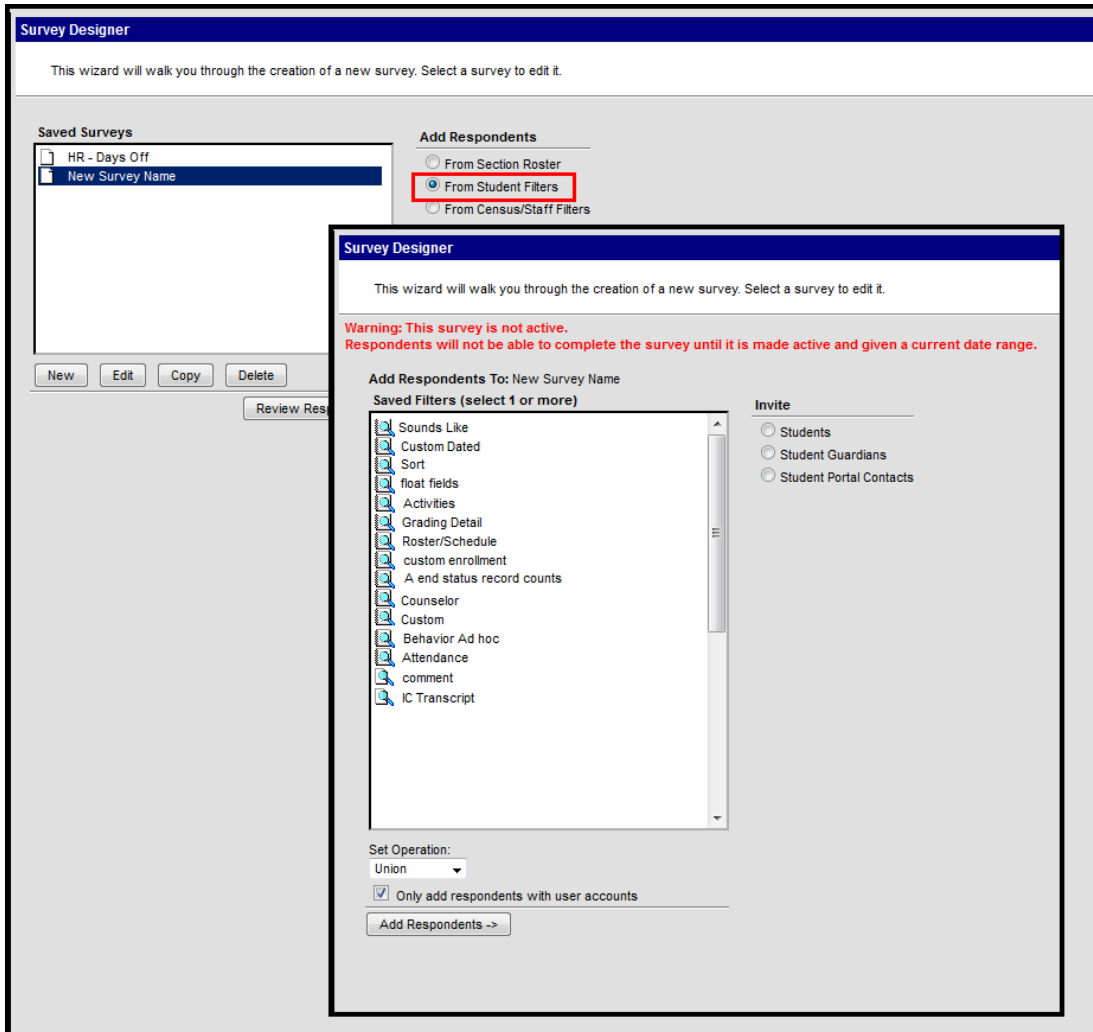 Survey Designer
This wizard will walk you through the creation of a new survey. Select a survey to edit it.
Saved Surveys
HR - Days Off
New Survey Name
Add Respondents
From Section Roster
From Student Filters
From Census/Staff Filters
New Edit Copy Delete
Review Resp
Survey Designer
This wizard will walk you through the creation of a new survey. Select a survey to edit it.
Warning: This survey is not active.
Respondents will not be able to complete the survey until it is made active and given a current date range.
Add Respondents To: New Survey Name
Saved Filters (select 1 or more)
Sounds Like
Custom Dated
Sort
float fields
Activities
Grading Detail
Roster/Schedule
custom enrollment
A end status record counts
Counselor
Custom
Behavior Ad hoc
Attendance
comment
IC Transcript
Invite
Students
Student Guardians
Student Portal Contacts
Set Operation:
Union
Only add respondents with user accounts
Add Respondents ->